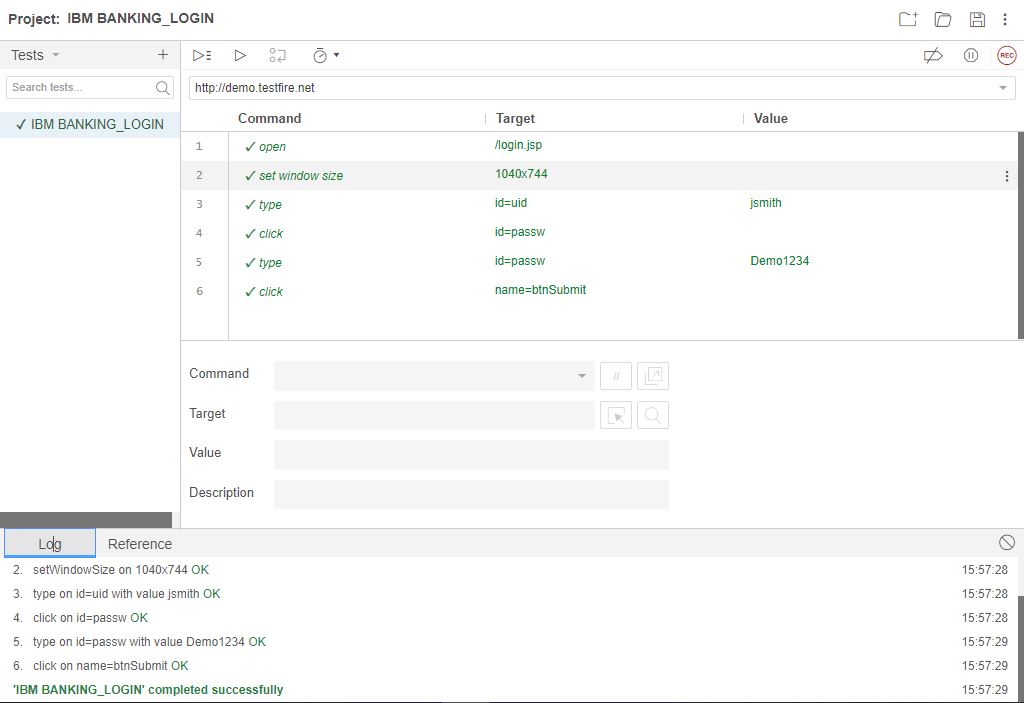 Project: IBM BANKING_LOGIN
Tests
+
REC
Search tests...
http://demo.testfire.net
✓ IBM BANKING_LOGIN
Command Target Value
1 ✓ open /login.jsp
2 ✓ set window size 1040x744
3 ✓ type id=uid jsmith
4 ✓ click id=passw
5 ✓ type id=passw Demo1234
6 ✓ click name=btnSubmit
Command //
Target
Value
Description
Log Reference
2. setWindowSize on 1040x744 OK 15:57:28
3. type on id=uid with value jsmith OK 15:57:28
4. click on id=passw OK 15:57:28
5. type on id=passw with value Demo1234 OK 15:57:29
6. click on name=btnSubmit OK 15:57:29
'IBM BANKING_LOGIN' completed successfully 15:57:29